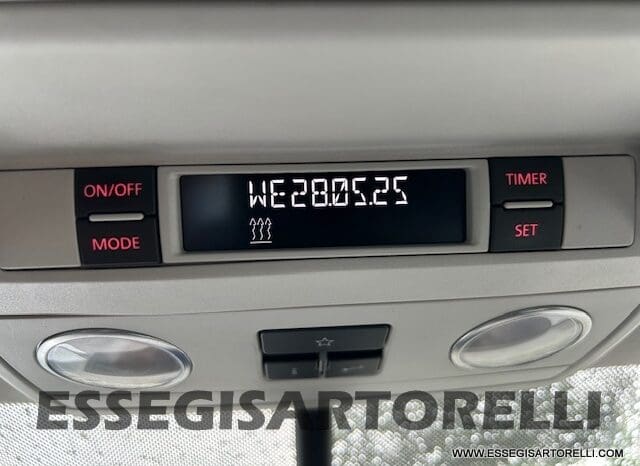 ON/OFF
MODE
WE28.05.25
TIMER
SET
ESSEGISARTORELLI
WWW.ESSEGISARTORELLI.COM